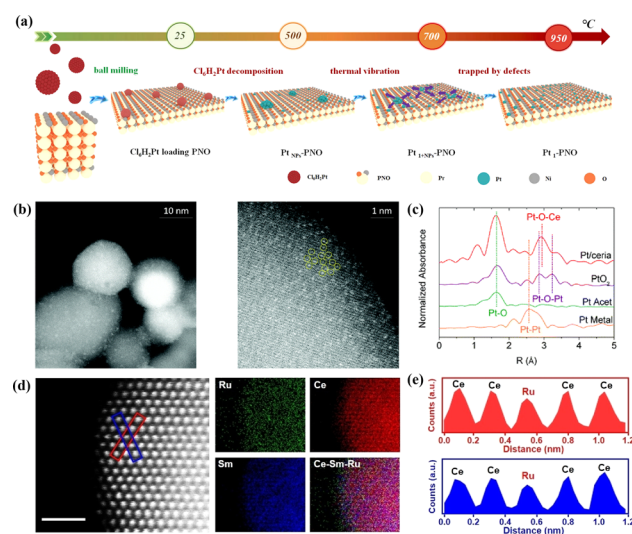 (a)
25
500
700
950
°C
ball milling
Cl₆H₂Pt decomposition
thermal vibration
trapped by defects
Cl₆H₂Pt loading PNO
Pt NPs-PNO
Pt 1+NPs-PNO
Pt 1-PNO
Cl₆H₂Pt
PNO
Pr
Pt
Ni
O
(b)
10 nm
1 nm
(c)
Normalized Absorbance
Pt-O-Ce
Pt/ceria
PtO₂
Pt-O-Pt
Pt Acet
Pt-O
Pt-Pt
Pt Metal
0 1 2 3 4 5
R (Å)
(d)
Ru
Ce
Sm
Ce-Sm-Ru
(e)
Counts (a.u.)
Ce Ce Ru Ce Ce
0.0 0.2 0.4 0.6 0.8 1.0 1.2
Distance (nm)
Counts (a.u.)
Ce Ce Ru Ce Ce
0.0 0.2 0.4 0.6 0.8 1.0 1.2
Distance (nm)